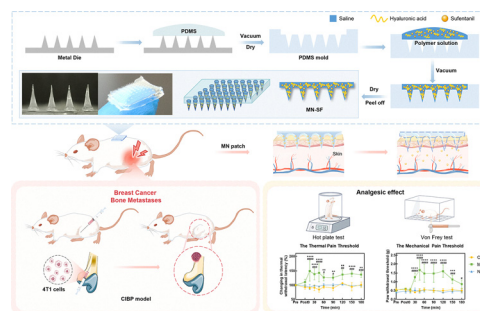 Saline
Hyaluronic acid
Sufentanil
PDMS
Vacuum
Dry
Metal Die
PDMS mold
Polymer solution
Vacuum
Dry
Peel off
MN-SF
MN patch
Skin
Breast Cancer
Bone Metastases
4T1 cells
CIBP model
Analgesic effect
Hot plate test
Von Frey test
The Thermal Pain Threshold
The Mechanical Pain Threshold
Time (min)
Time (min)